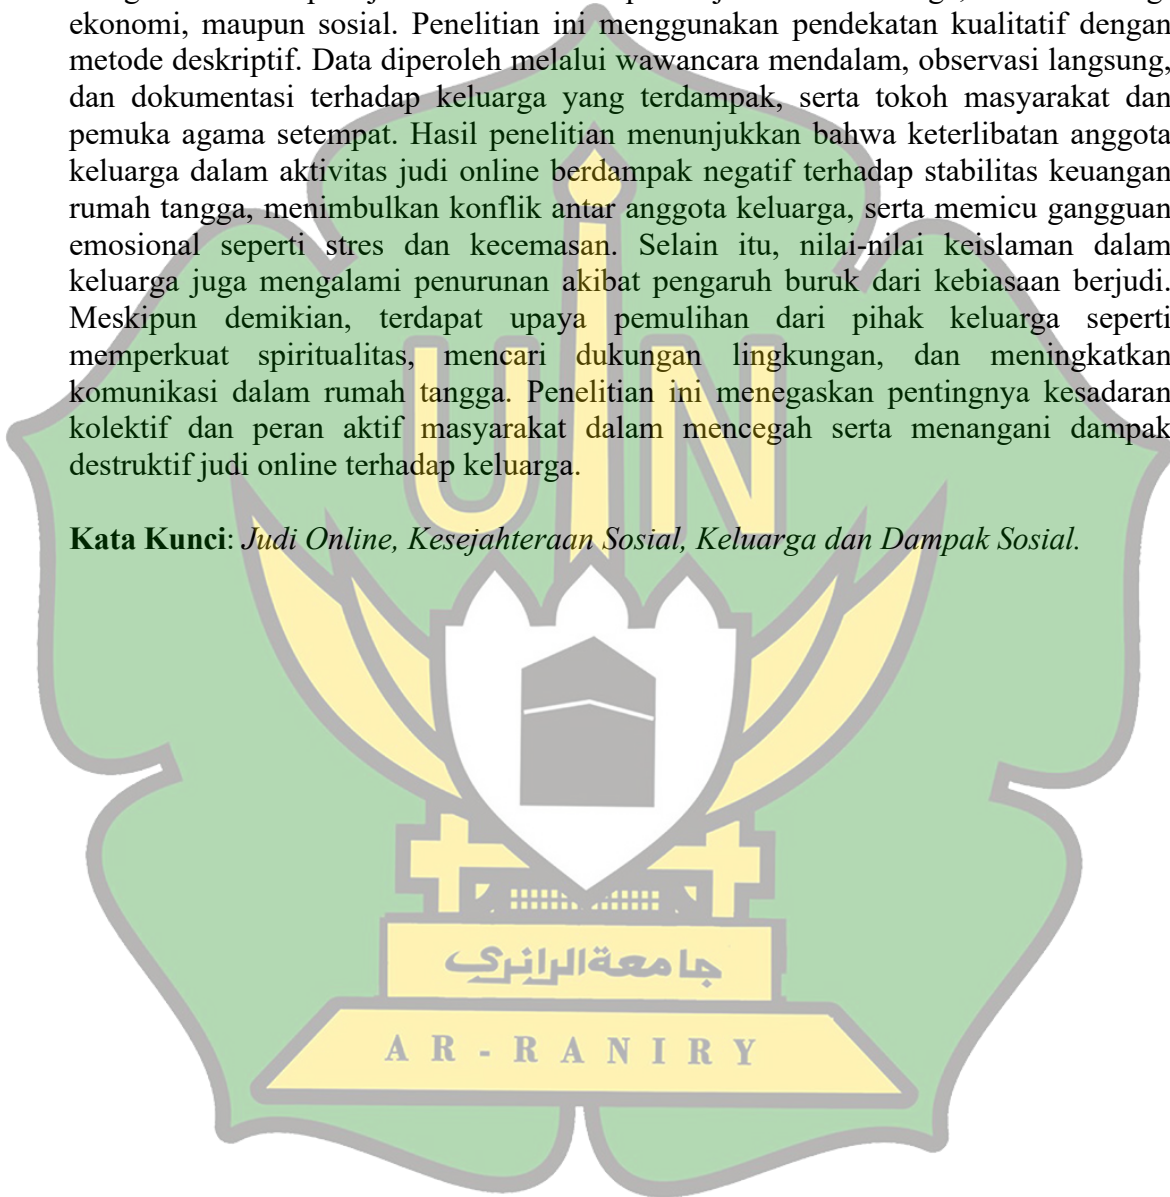 ekonomi, maupun sosial. Penelitian ini menggunakan pendekatan kualitatif dengan
metode deskriptif. Data diperoleh melalui wawancara mendalam, observasi langsung,
dan dokumentasi terhadap keluarga yang terdampak, serta tokoh masyarakat dan
pemuka agama setempat. Hasil penelitian menunjukkan bahwa keterlibatan anggota
keluarga dalam aktivitas judi online berdampak negatif terhadap stabilitas keuangan
rumah tangga, menimbulkan konflik antar anggota keluarga, serta memicu gangguan
emosional seperti stres dan kecemasan. Selain itu, nilai-nilai keislaman dalam
keluarga juga mengalami penurunan akibat pengaruh buruk dari kebiasaan berjudi.
Meskipun demikian, terdapat upaya pemulihan dari pihak keluarga seperti
memperkuat spiritualitas, mencari dukungan lingkungan, dan meningkatkan
komunikasi dalam rumah tangga. Penelitian ini menegaskan pentingnya kesadaran
kolektif dan peran aktif masyarakat dalam mencegah serta menangani dampak
destruktif judi online terhadap keluarga.
Kata Kunci: Judi Online, Kesejahteraan Sosial, Keluarga dan Dampak Sosial.
UIN
جامعة الرانري
AR-RANIRY